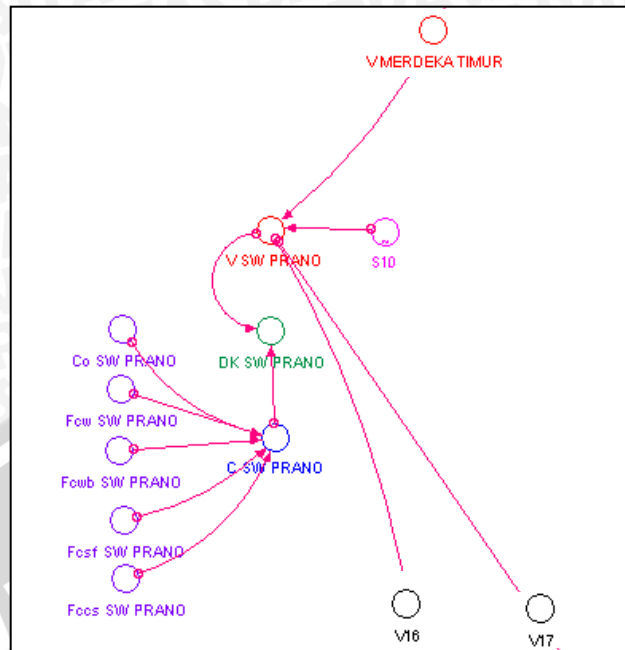 V MERDEKA TIMUR
V SW PRANO
S10
Co SW PRANO
DK SW PRANO
Fcw SW PRANO
Fcwb SW PRANO
C SW PRANO
Fcsf SW PRANO
Fccs SW PRANO
V16
V17